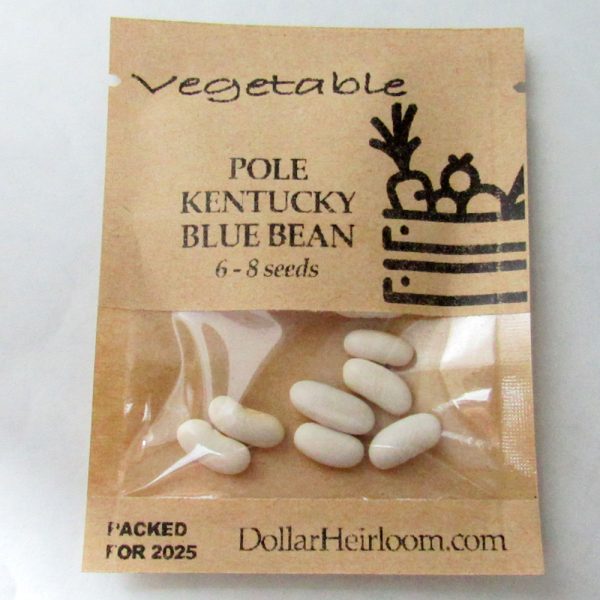 Vegetable
POLE
KENTUCKY
BLUE BEAN
6 - 8 seeds
PACKED
FOR 2025
DollarHeirloom.com